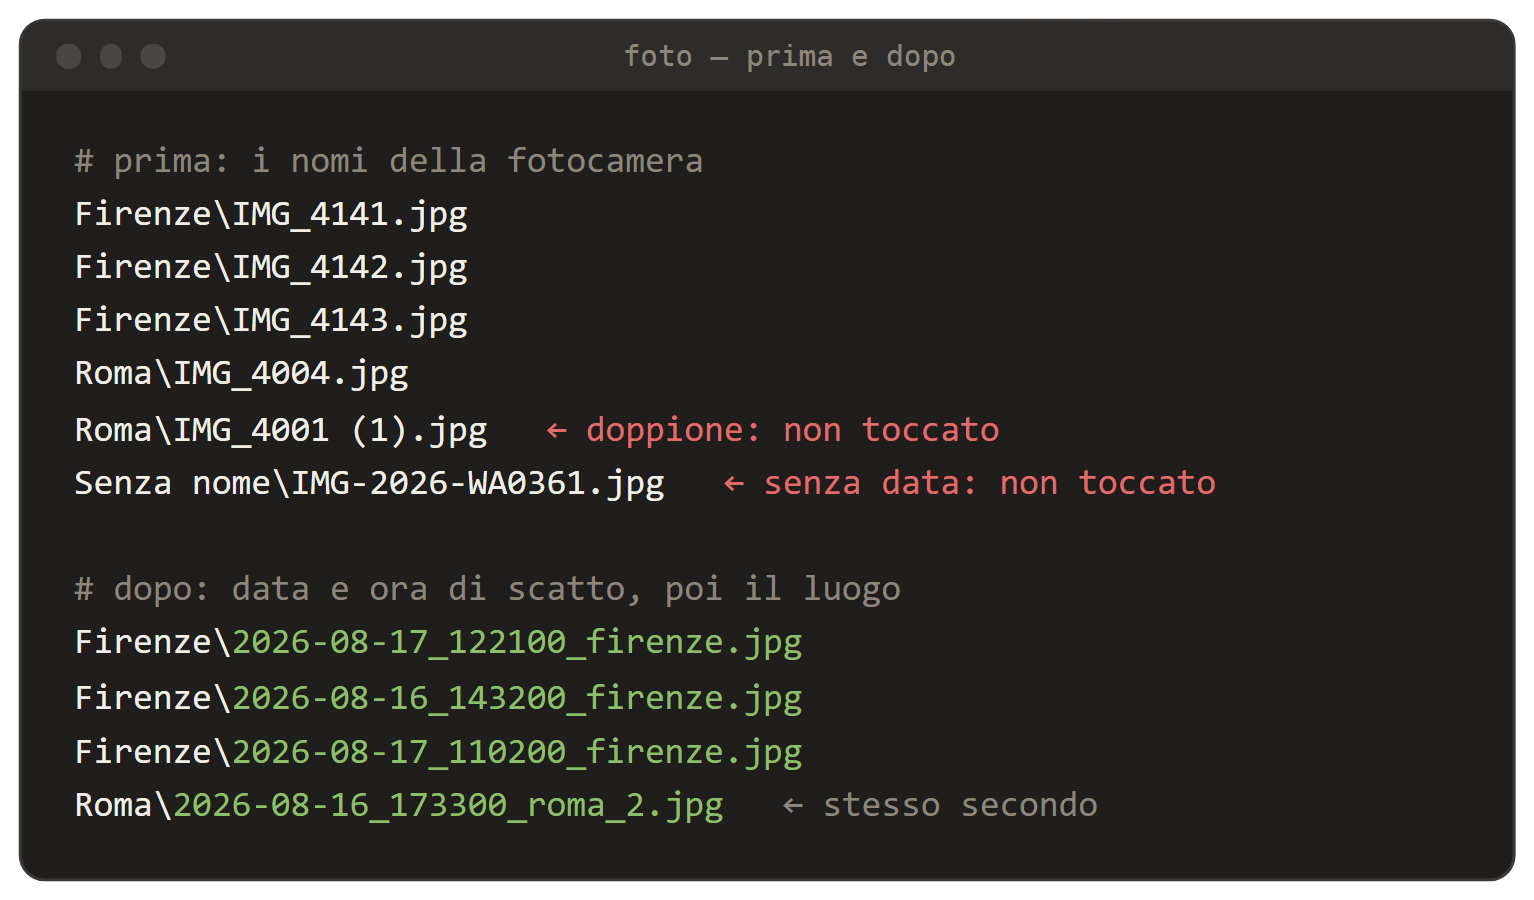 foto — prima e dopo
# prima: i nomi della fotocamera
Firenze\IMG_4141.jpg
Firenze\IMG_4142.jpg
Firenze\IMG_4143.jpg
Roma\IMG_4004.jpg
Roma\IMG_4001 (1).jpg ← doppione: non toccato
Senza nome\IMG-2026-WA0361.jpg ← senza data: non toccato
# dopo: data e ora di scatto, poi il luogo
Firenze\2026-08-17_122100_firenze.jpg
Firenze\2026-08-16_143200_firenze.jpg
Firenze\2026-08-17_110200_firenze.jpg
Roma\2026-08-16_173300_roma_2.jpg ← stesso secondo